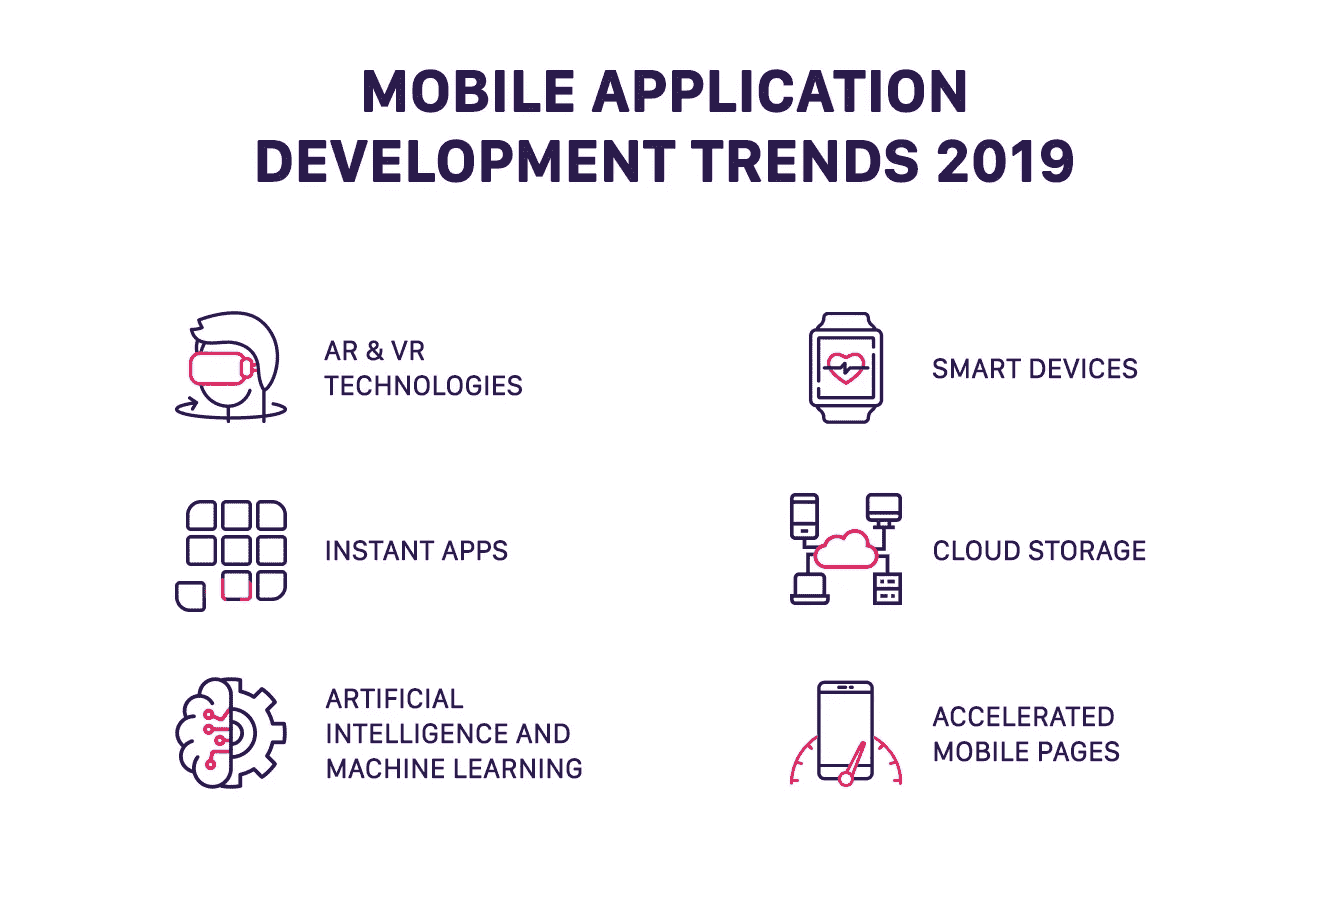 MOBILE APPLICATION
DEVELOPMENT TRENDS 2019
AR & VR
TECHNOLOGIES
SMART DEVICES
INSTANT APPS
CLOUD STORAGE
ARTIFICIAL
INTELLIGENCE AND
MACHINE LEARNING
ACCELERATED
MOBILE PAGES